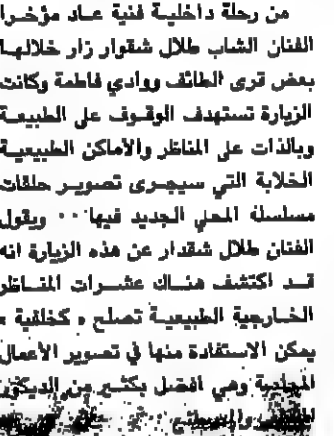 من رحلة داخلية فنية عاد مؤخرا
الفنان الشاب طلال شقوار زار خلالها
بعض قرى الطائف ووادي فاطمة وكانت
الزيارة تستهدف الوقوف على الطبيعة
وبالذات على المناظر والأماكن الطبيعية
الخلابة التي سيجرى تصوير حلقات
مسلسلة المحلي الجديد فيها ٠٠ ويقول
الفنان طلال شقدار عن هذه الزيارة انه
قد اكتشف هناك عشرات المناظر
الخارجية الطبيعية تصلح « كخلفية »
يمكن الاستفادة منها في تصوير الأعمال
المحلية وهي افضل بكثير من الديكور